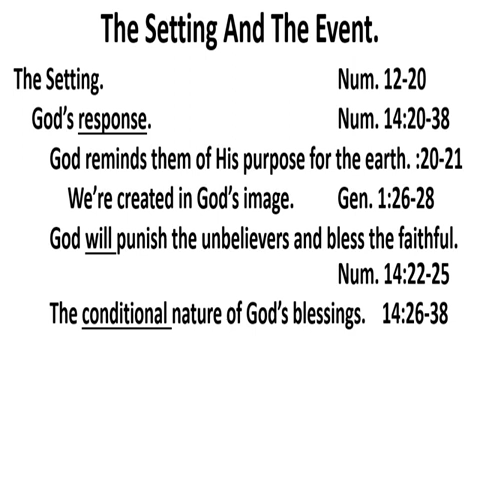 The Setting And The Event.
The Setting. Num. 12-20
God's response. Num. 14:20-38
God reminds them of His purpose for the earth. :20-21
We're created in God's image. Gen. 1:26-28
God will punish the unbelievers and bless the faithful.
Num. 14:22-25
The conditional nature of God's blessings. 14:26-38